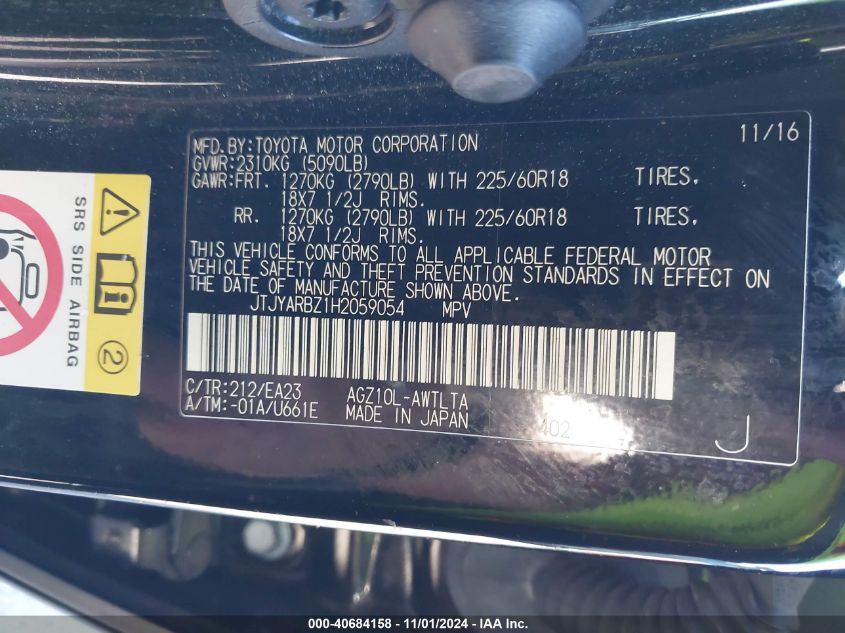 MFD.BY:TOYOTA MOTOR CORPORATION 11/16
GVWR:2310KG (5090LB)
GAWR:FRT. 1270KG (2790LB) WITH 225/60R18 TIRES.
18X7 1/2J RIMS.
RR. 1270KG (2790LB) WITH 225/60R18 TIRES.
18X7 1/2J RIMS.
THIS VEHICLE CONFORMS TO ALL APPLICABLE FEDERAL MOTOR
VEHICLE SAFETY AND THEFT PREVENTION STANDARDS IN EFFECT ON
THE DATE OF MANUFACTURE SHOWN ABOVE.
JTJYARBZ1H2059054 MPV
C/TR:212/EA23 AGZ10L-AWTLTA
A/TM:-01A/U661E MADE IN JAPAN 402 J
SRS SIDE AIRBAG
2
000-40684158 - 11/01/2024 - IAA Inc.